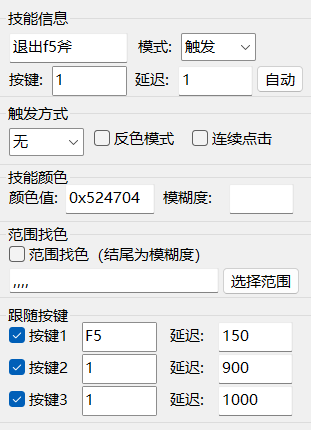 技能信息
退出f5斧 模式: 触发
按键: 1 延迟: 1 自动
触发方式
无 反色模式 连续点击
技能颜色
颜色值: 0x524704 模糊度:
范围找色
范围找色（结尾为模糊度）
,,,, 选择范围
跟随按键
按键1 F5 延迟: 150
按键2 1 延迟: 900
按键3 1 延迟: 1000